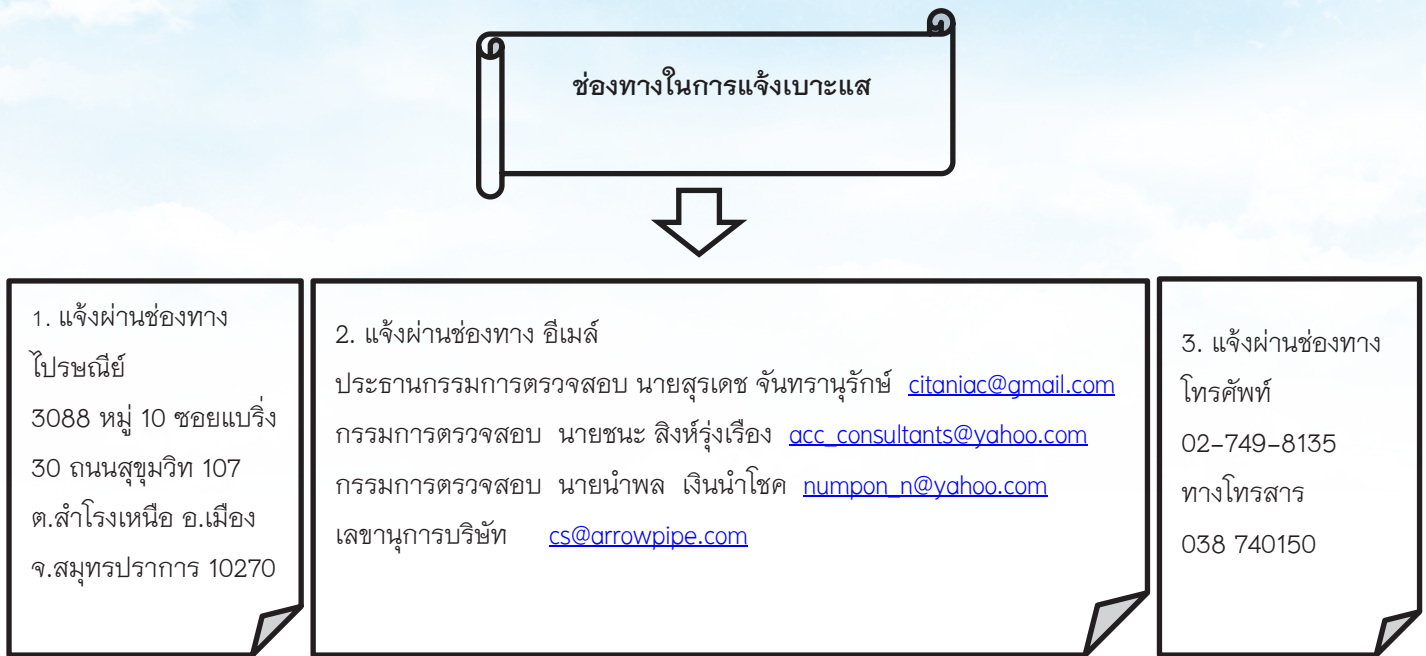 ช่องทางในการแจ้งเบาะแส
1. แจ้งผ่านช่องทาง
ไปรษณีย์
3088 หมู่ 10 ซอยแบริ่ง
30 ถนนสุขุมวิท 107
ต.สำโรงเหนือ อ.เมือง
จ.สมุทรปราการ 10270
2. แจ้งผ่านช่องทาง อีเมล์
ประธานกรรมการตรวจสอบ นายสุรเดช จันทรานุรักษ์ citaniac@gmail.com
กรรมการตรวจสอบ นายชนะ สิงห์รุ่งเรือง acc_consultants@yahoo.com
กรรมการตรวจสอบ นายนำพล เงินนำโชค numpon_n@yahoo.com
เลขานุการบริษัท cs@arrowpipe.com
3. แจ้งผ่านช่องทาง
โทรศัพท์
02-749-8135
ทางโทรสาร
038 740150